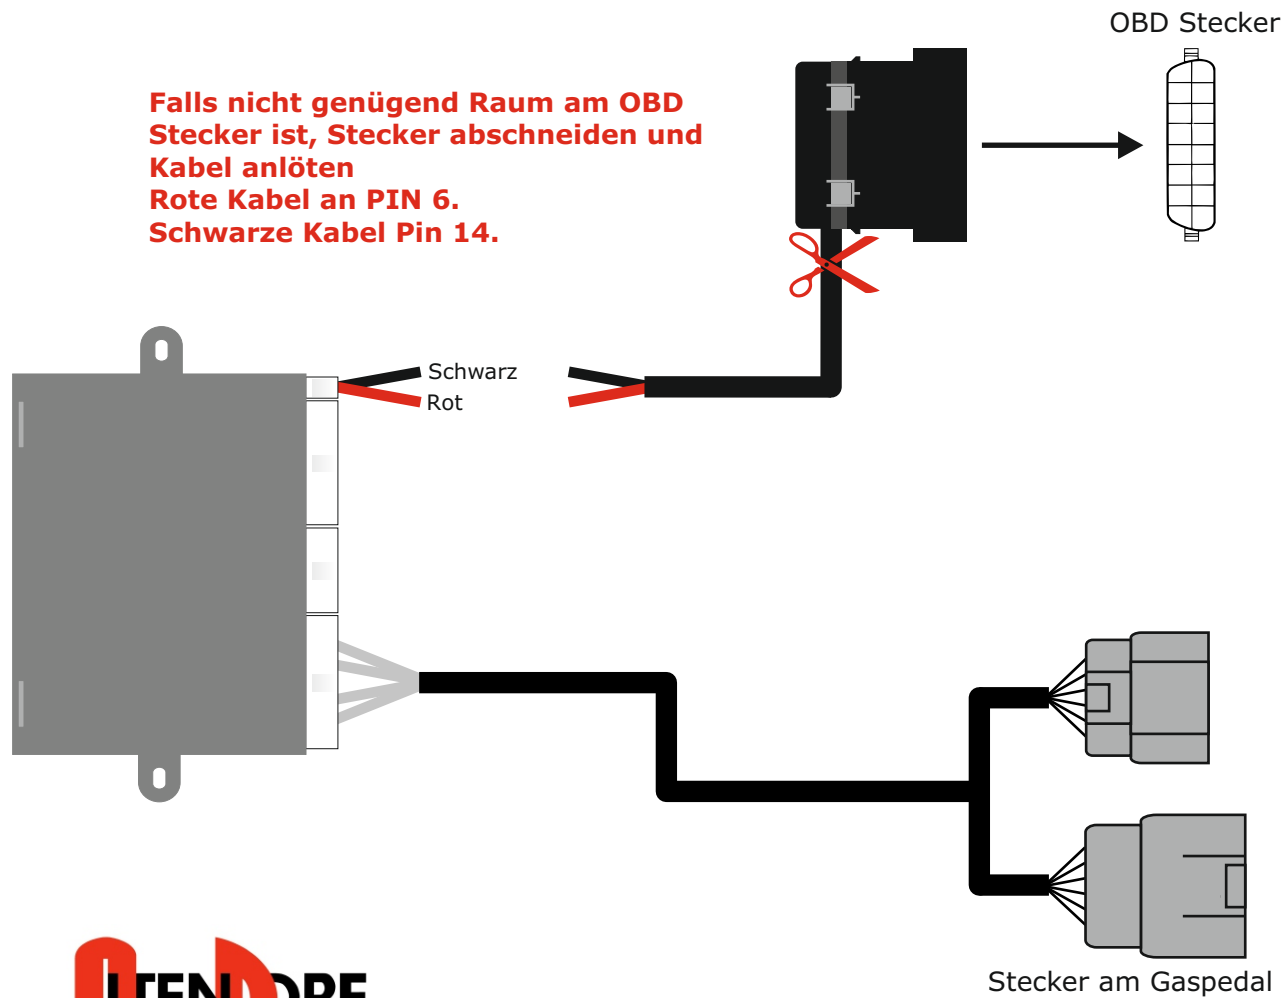 OBD Stecker
Falls nicht genügend Raum am OBD
Stecker ist, Stecker abschneiden und
Kabel anlöten
Rote Kabel an PIN 6.
Schwarze Kabel Pin 14.
Schwarz
Rot
Stecker am Gaspedal